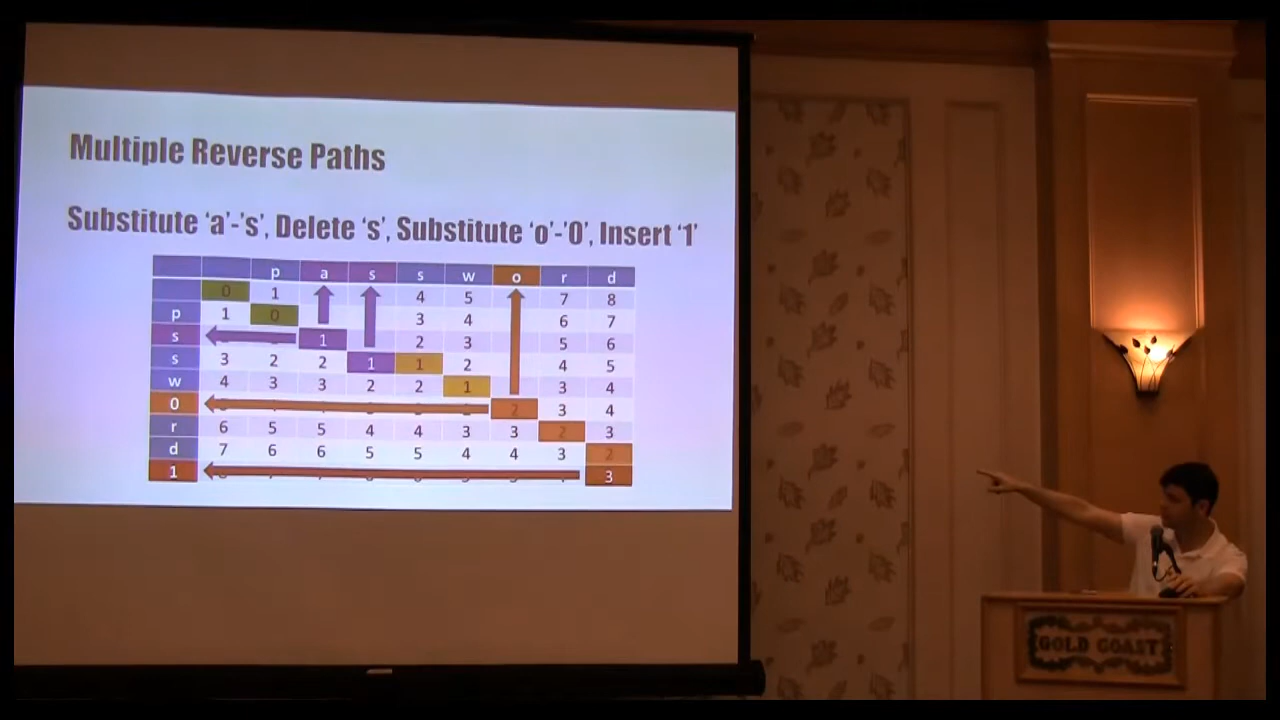 Multiple Reverse Paths
Substitute ‘a’-’s’, Delete ‘s’, Substitute ‘o’-’0’, Insert ‘1’
p a s s w o r d
0 1 4 5 7 8
p 1 0 3 4 6 7
s 1 2 3 5 6
s 3 2 2 1 1 2 4 5
w 4 3 3 2 2 1 3 4
0 2 3 4
r 6 5 5 4 4 3 3 2 3
d 7 6 6 5 5 4 4 3 2
1 3
GOLD COAST